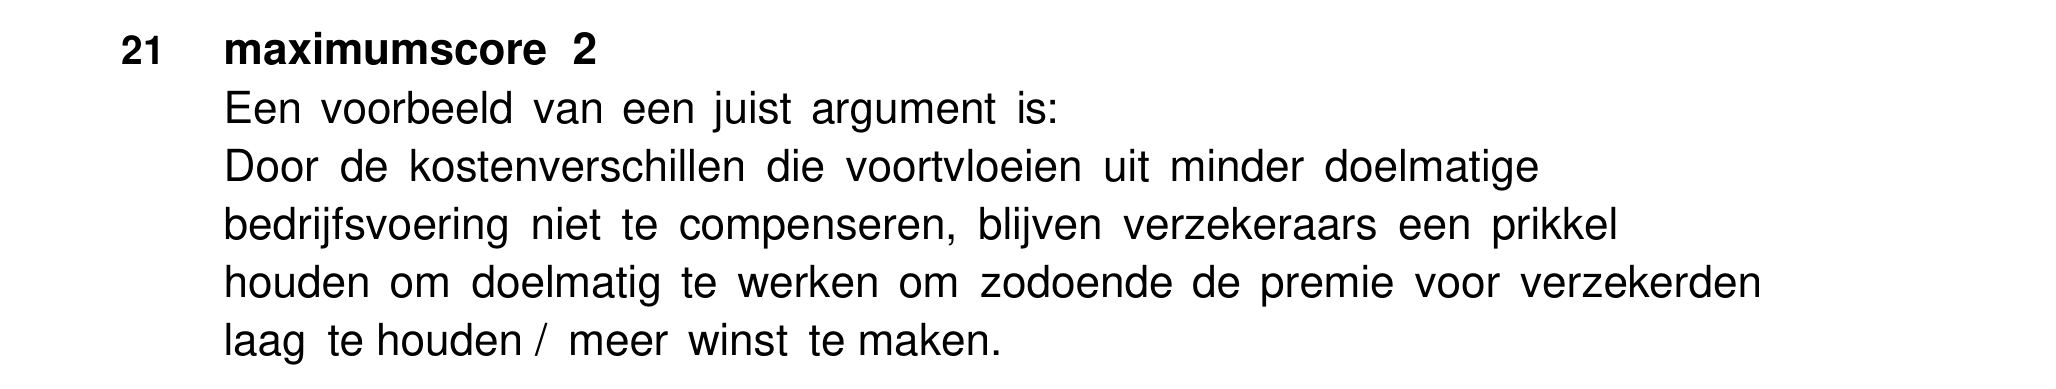 21 maximumscore 2
Een voorbeeld van een juist argument is:
Door de kostenverschillen die voortvloeien uit minder doelmatige
bedrijfsvoering niet te compenseren, blijven verzekeraars een prikkel
houden om doelmatig te werken om zodoende de premie voor verzekerden
laag te houden / meer winst te maken.